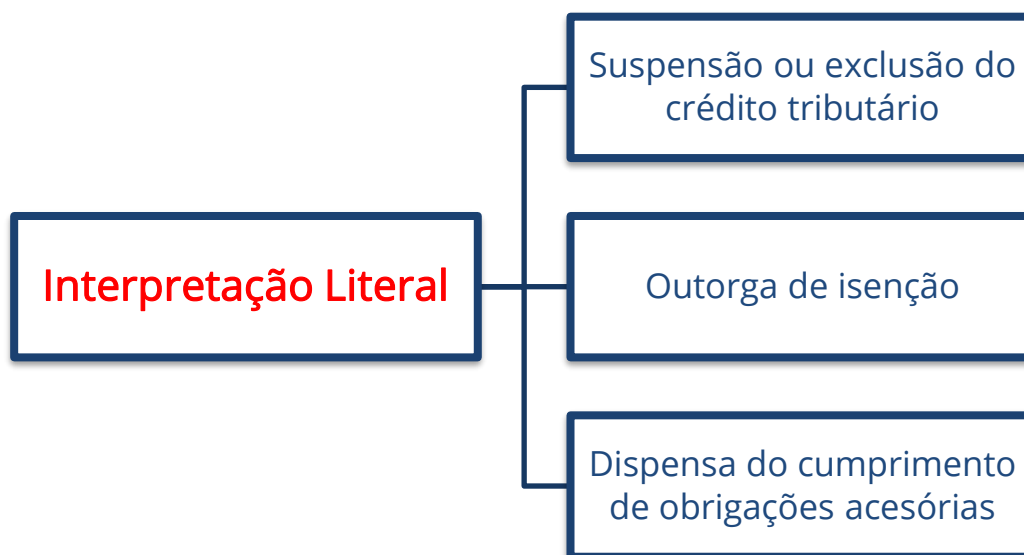 Suspensão ou exclusão do
crédito tributário
Interpretação Literal
Outorga de isenção
Dispensa do cumprimento
de obrigações acesórias